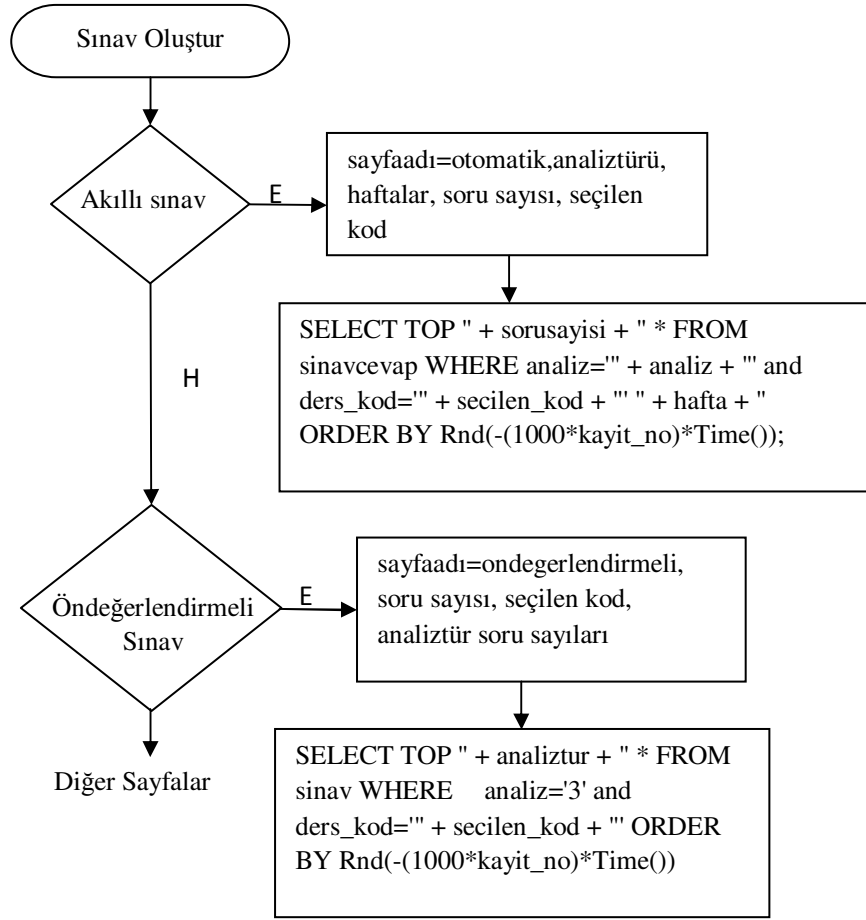 Sınav Oluştur
Akıllı sınav
E
sayfaadı=otomatik,analiztürü,
haftalar, soru sayısı, seçilen
kod
SELECT TOP " + sorusayisi + " * FROM
sinavcevap WHERE analiz='" + analiz + "' and
ders_kod='" + secilen_kod + "' " + hafta + "
ORDER BY Rnd(-(1000*kayit_no)*Time());
H
Öndeğerlendirmeli
Sınav
E
sayfaadı=ondegerlendirmeli,
soru sayısı, seçilen kod,
analiztür soru sayıları
SELECT TOP " + analiztur + " * FROM
sinav WHERE analiz='3' and
ders_kod='" + secilen_kod + "' ORDER
BY Rnd(-(1000*kayit_no)*Time())
Diğer Sayfalar